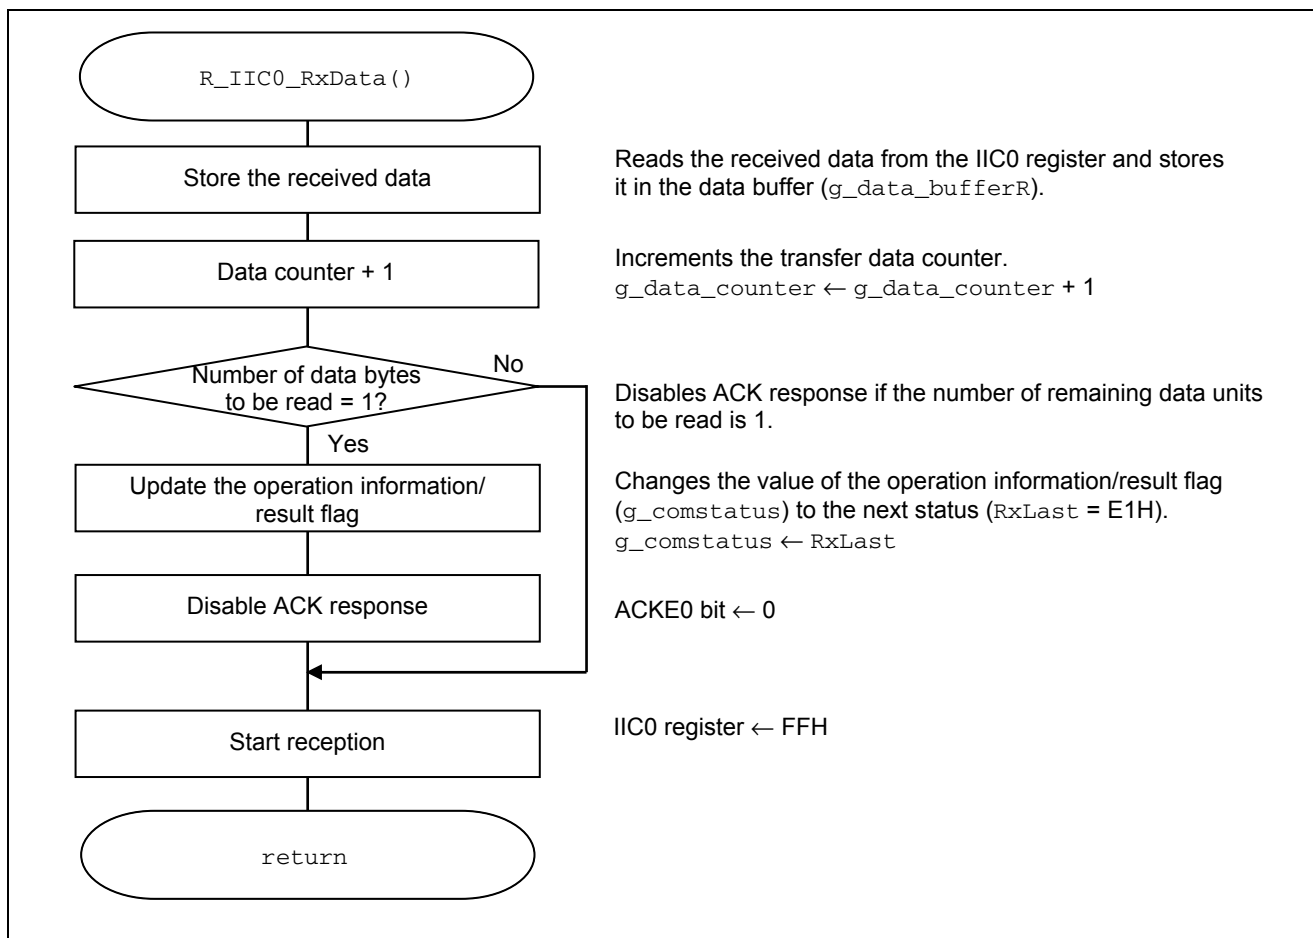 R_IIC0_RxData()
Store the received data
Reads the received data from the IIC0 register and stores
it in the data buffer (g_data_bufferR).
Data counter + 1
Increments the transfer data counter.
g_data_counter ← g_data_counter + 1
Number of data bytes
to be read = 1?
No
Yes
Disables ACK response if the number of remaining data units
to be read is 1.
Update the operation information/
result flag
Changes the value of the operation information/result flag
(g_comstatus) to the next status (RxLast = E1H).
g_comstatus ← RxLast
Disable ACK response
ACKE0 bit ← 0
Start reception
IIC0 register ← FFH
return